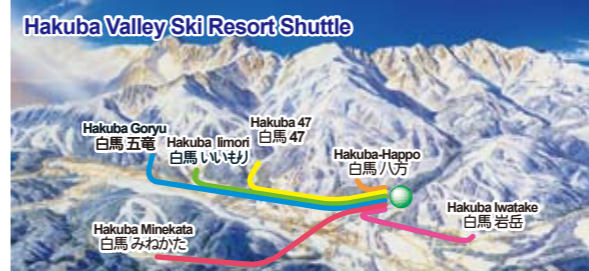 Hakuba Valley Ski Resort Shuttle
Hakuba Goryu
白馬 五竜
Hakuba Iimori
白馬 いいもり
Hakuba 47
白馬 47
Hakuba-Happo
白馬 八方
Hakuba Iwatake
白馬 岩岳
Hakuba Minekata
白馬 みねかた